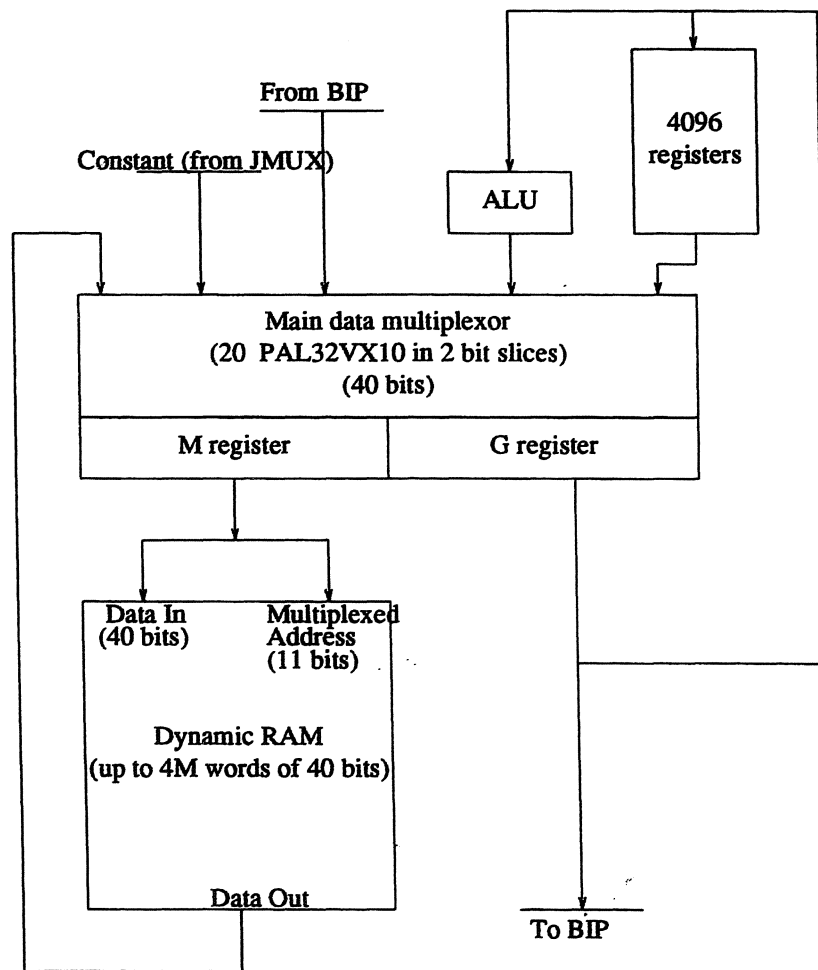 From BIP
4096
registers
Constant (from JMUX)
ALU
Main data multiplexor
(20 PAL32VX10 in 2 bit slices)
(40 bits)
M register
G register
Data In
(40 bits)
Multiplexed
Address
(11 bits)
Dynamic RAM
(up to 4M words of 40 bits)
Data Out
To BIP